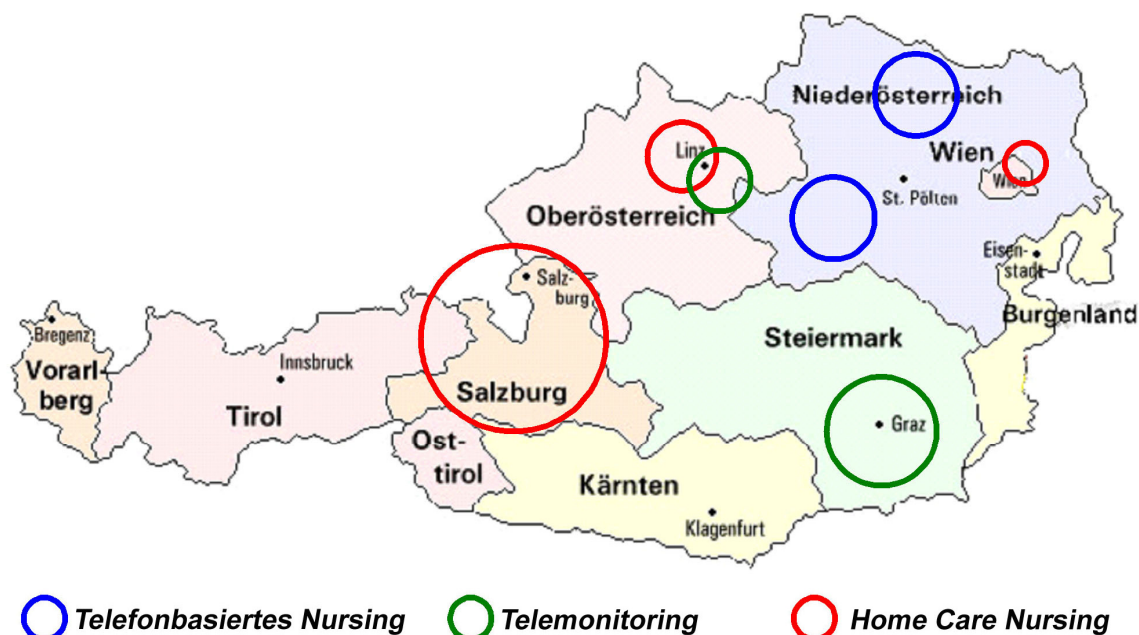 Niederösterreich
Wien
Linz
Wien
St. Pölten
Oberösterreich
Eisen-
stadt
Salz-
burg
Burgenland
Bregenz
Steiermark
Innsbruck
Vorarl-
berg
Salzburg
Tirol
Graz
Ost-
tirol
Kärnten
Klagenfurt
Telefonbasiertes Nursing
Telemonitoring
Home Care Nursing